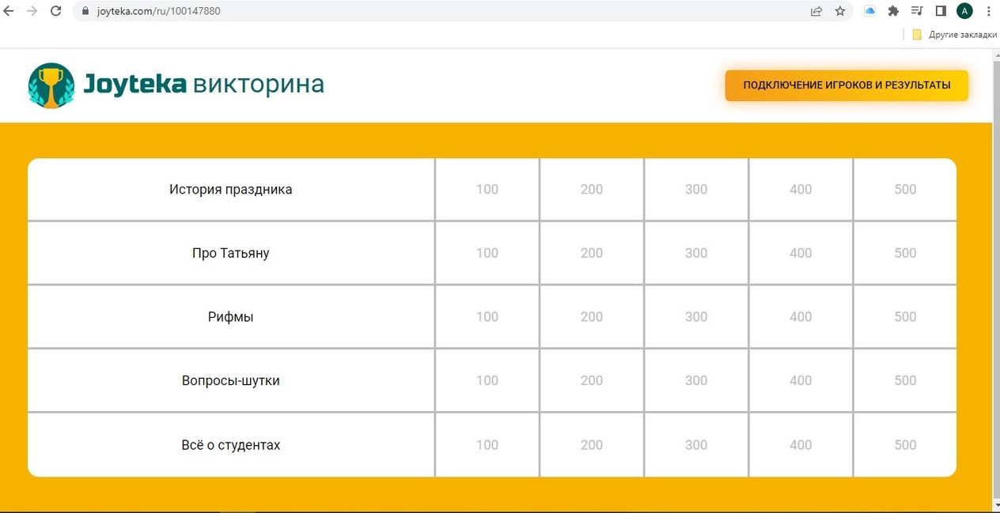 joyteka.com/ru/100147880
A
Другие закладки
Joyteka викторина
ПОДКЛЮЧЕНИЕ ИГРОКОВ И РЕЗУЛЬТАТЫ
История праздника 100 200 300 400 500
Про Татьяну 100 200 300 400 500
Рифмы 100 200 300 400 500
Вопросы-шутки 100 200 300 400 500
Всё о студентах 100 200 300 400 500